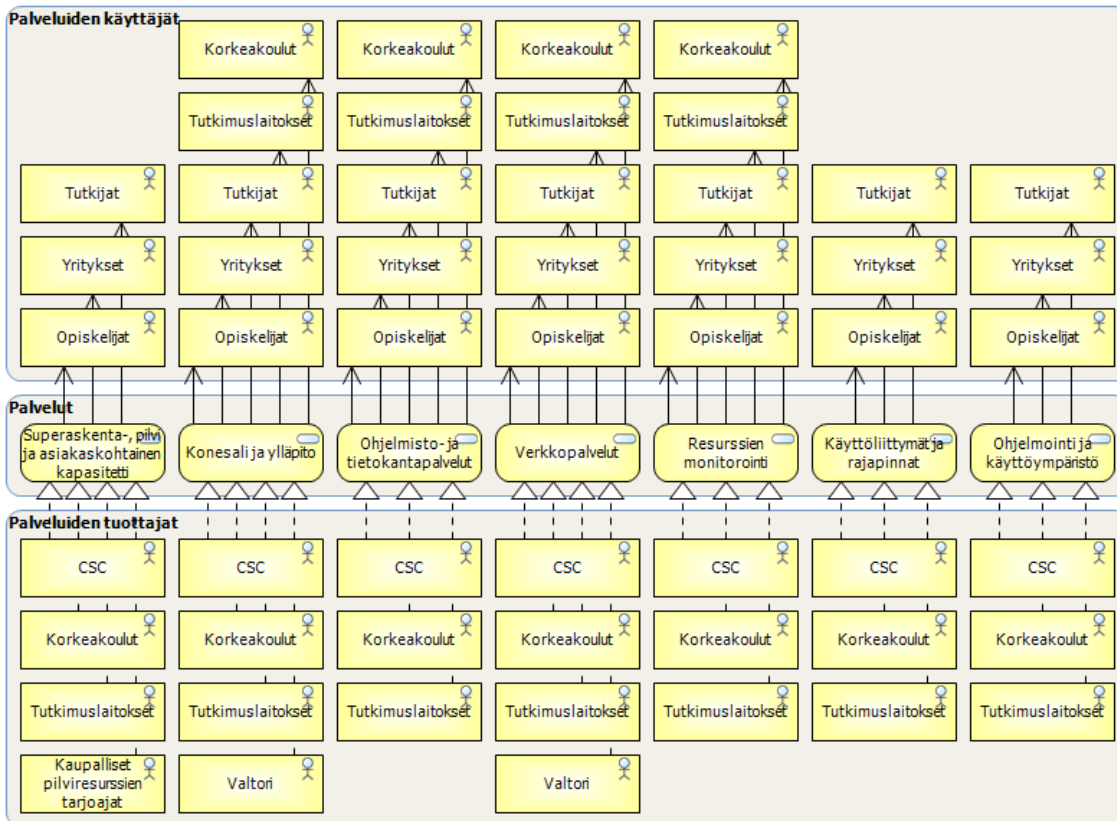 Palveluiden käyttäjät
Korkeakoulut
Korkeakoulut
Korkeakoulut
Korkeakoulut
Tutkimuslaitokset
Tutkimuslaitokset
Tutkimuslaitokset
Tutkimuslaitokset
Tutkijat
Tutkijat
Tutkijat
Tutkijat
Tutkijat
Tutkijat
Tutkijat
Yritykset
Yritykset
Yritykset
Yritykset
Yritykset
Yritykset
Yritykset
Opiskelijat
Opiskelijat
Opiskelijat
Opiskelijat
Opiskelijat
Opiskelijat
Opiskelijat
Palvelut
Superaskenta-, pilvi
ja asiakaskohtainen
kapasitetti
Konesali ja ylläpito
Ohjelmisto- ja
tietokantapalvelut
Verkkopalvelut
Resurssien
monitorointi
Käyttöliittymät ja
rajapinnat
Ohjelmointi ja
käyttöympäristö
Palveluiden tuottajat
CSC
CSC
CSC
CSC
CSC
CSC
CSC
Korkeakoulut
Korkeakoulut
Korkeakoulut
Korkeakoulut
Korkeakoulut
Korkeakoulut
Korkeakoulut
Tutkimuslaitokset
Tutkimuslaitokset
Tutkimuslaitokset
Tutkimuslaitokset
Tutkimuslaitokset
Tutkimuslaitokset
Tutkimuslaitokset
Kaupalliset
pilviresurssien
tarjoajat
Valtori
Valtori